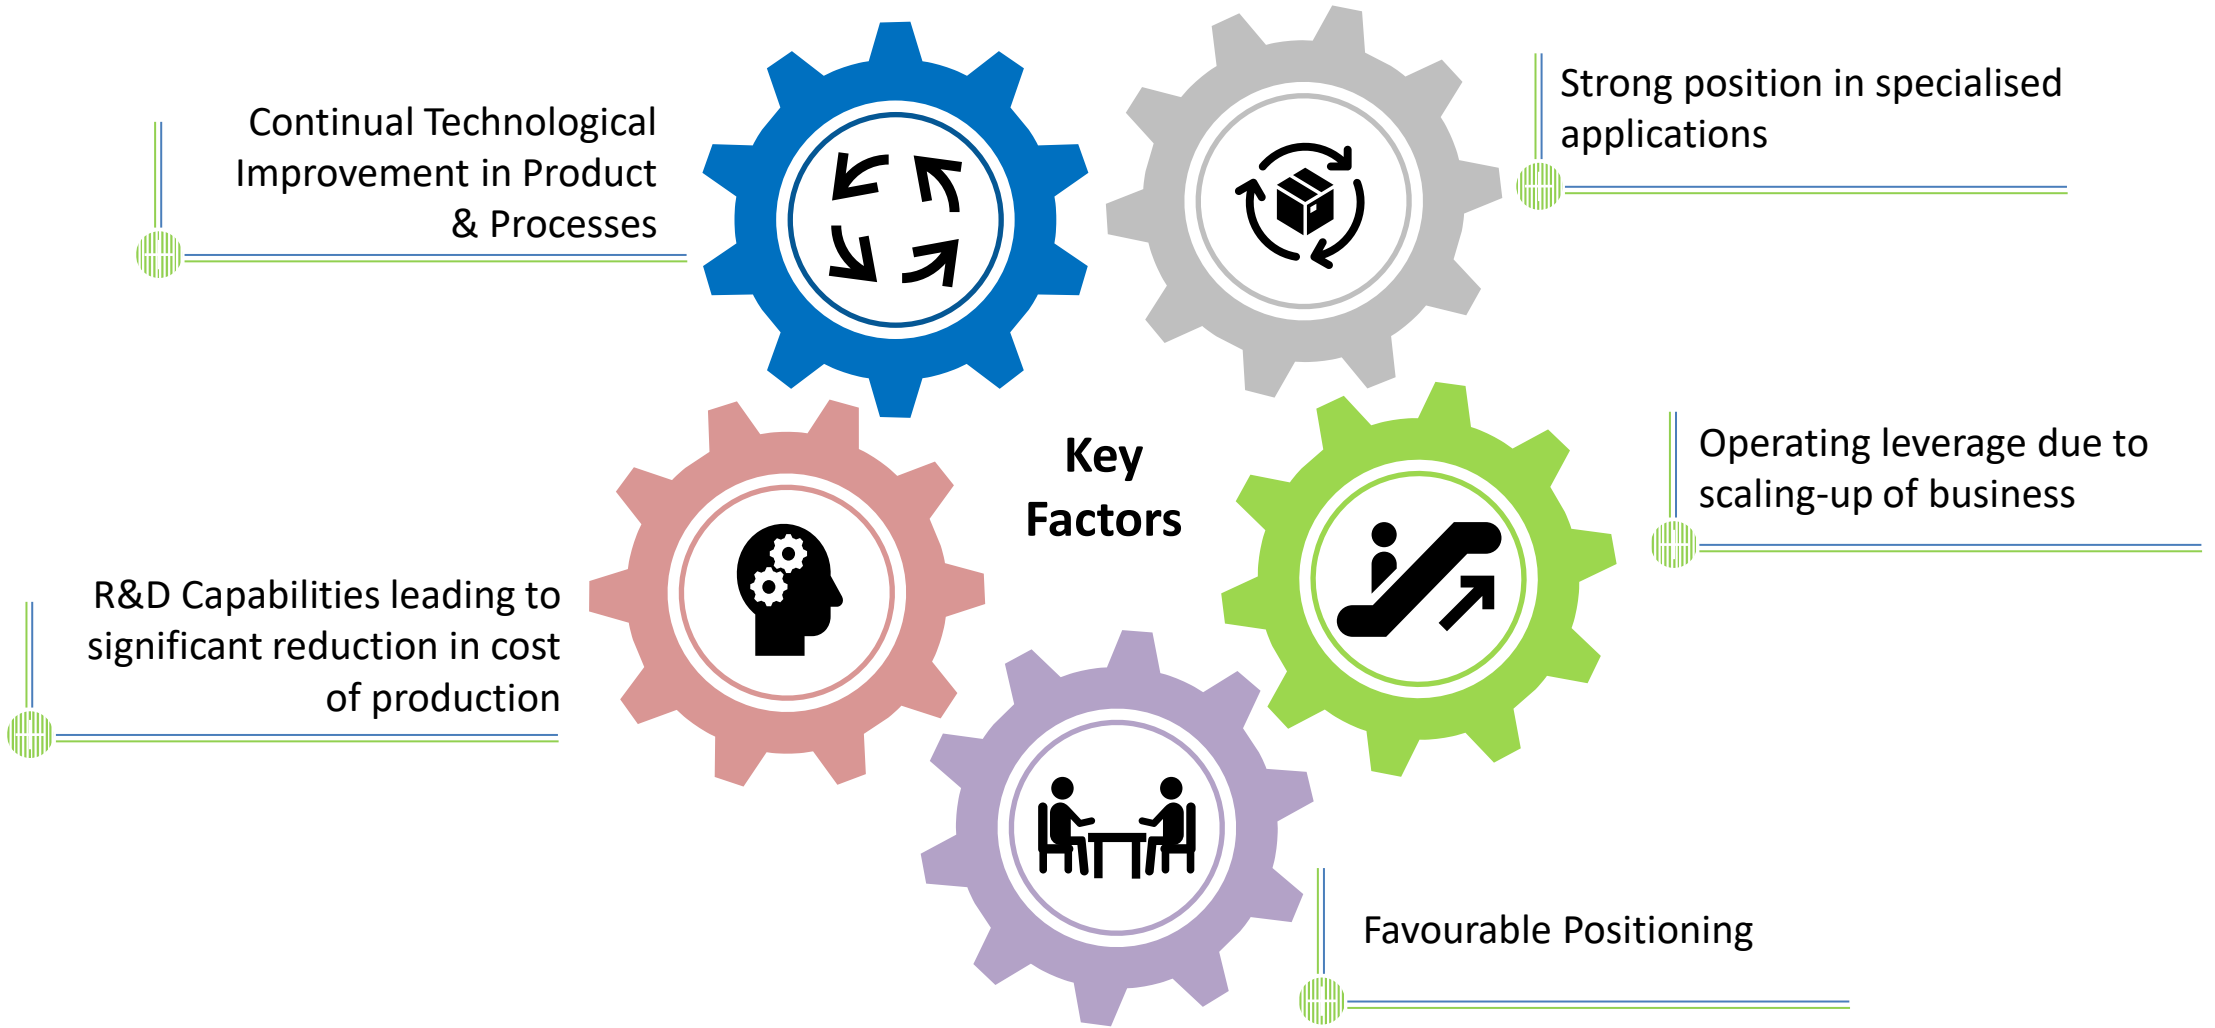 Continual Technological
Improvement in Product
& Processes
Strong position in specialised
applications
Key
Factors
Operating leverage due to
scaling-up of business
R&D Capabilities leading to
significant reduction in cost
of production
Favourable Positioning